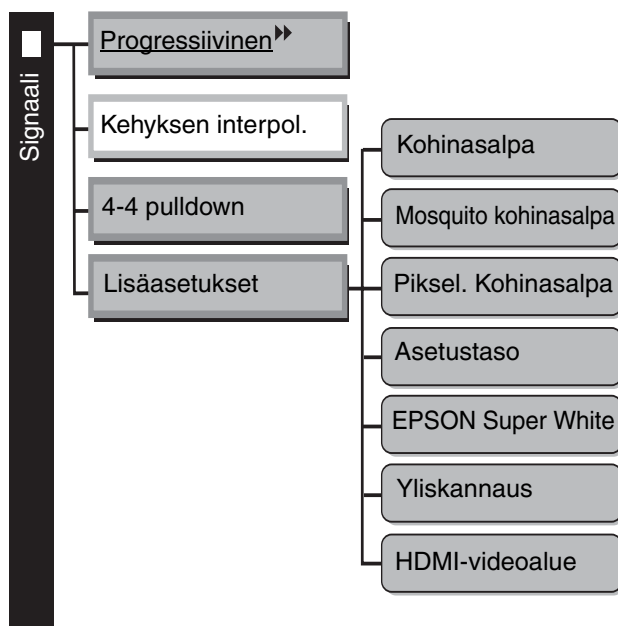 Signaali
Progressiivinen
Kehyksen interpol.
4-4 pulldown
Lisäasetukset
Kohinasalpa
Mosquito kohinasalpa
Piksel. Kohinasalpa
Asetustaso
EPSON Super White
Yliskannaus
HDMI-videoalue